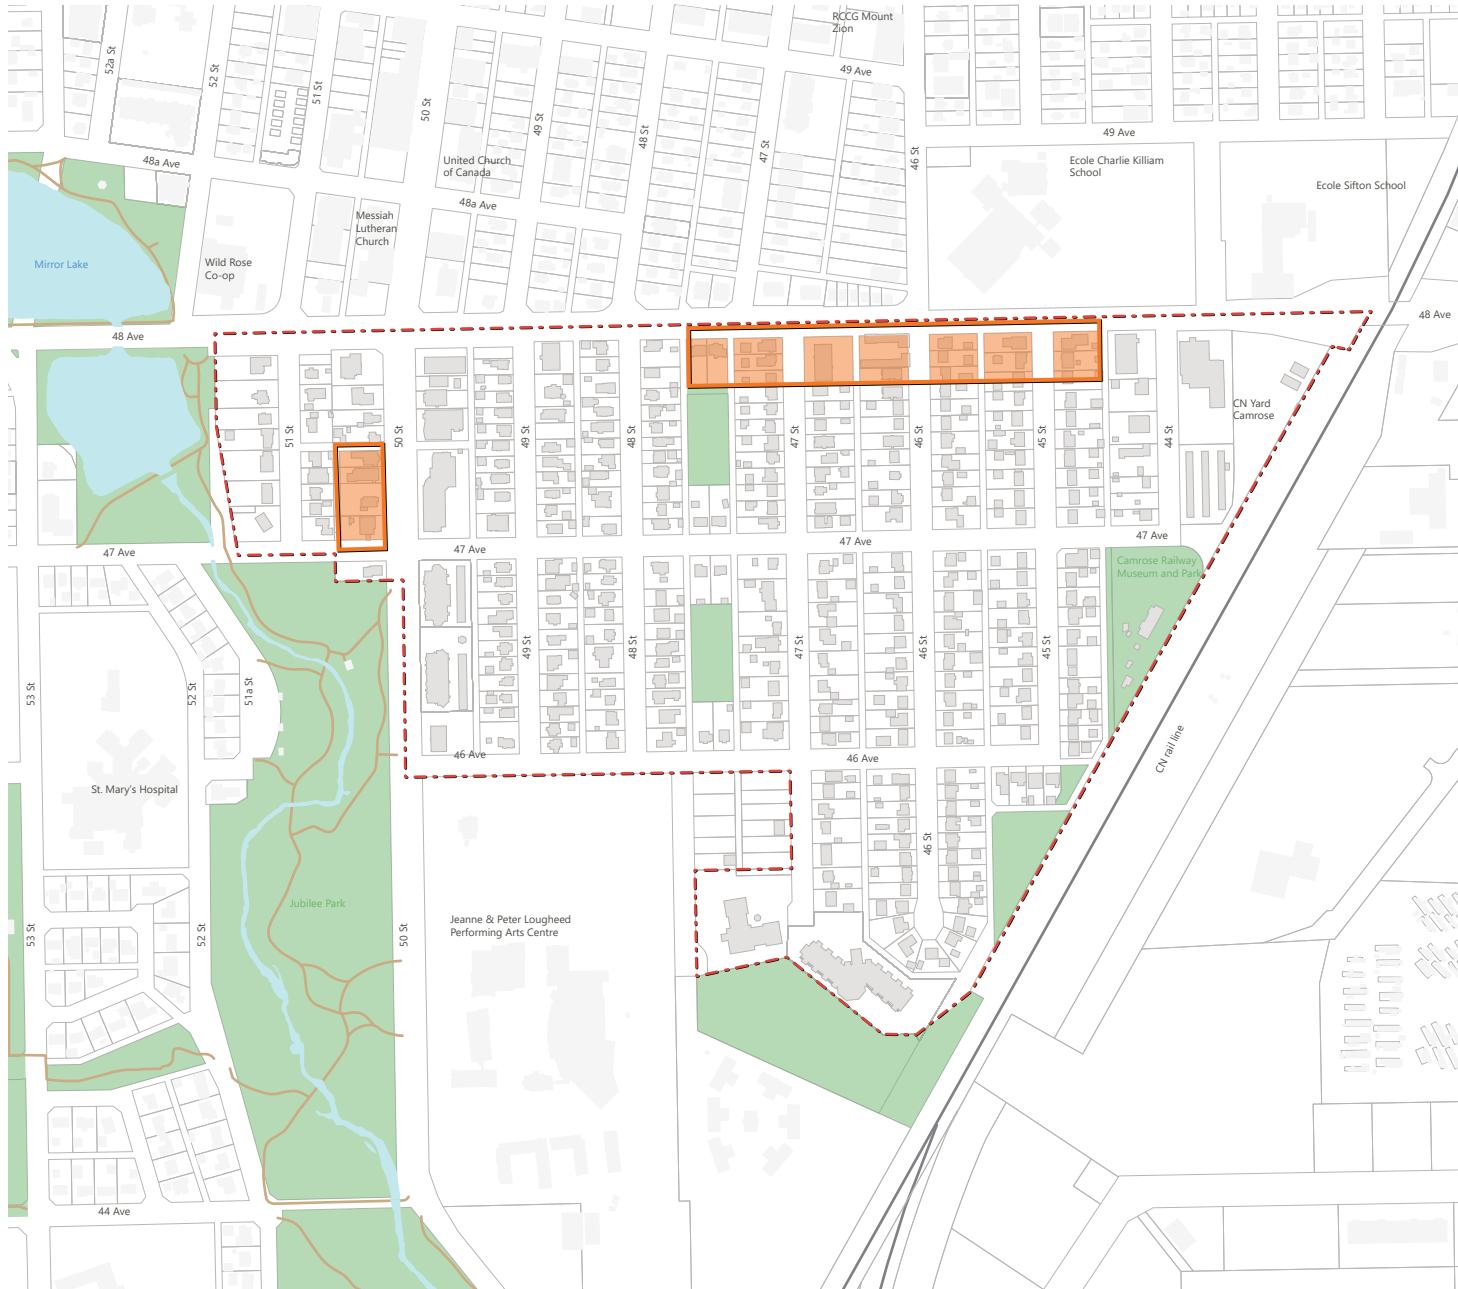 RCCG Mount
Zion
52a St
52 St
51 St
50 St
49 St
48 St
47 St
46 St
49 Ave
49 Ave
48a Ave
United Church
of Canada
Ecole Charlie Killiam
School
Ecole Sifton School
48a Ave
Messiah
Lutheran
Church
Mirror Lake
Wild Rose
Co-op
48 Ave
48 Ave
CN Yard
Camrose
51 St
50 St
49 St
48 St
47 St
46 St
45 St
44 St
47 Ave
47 Ave
47 Ave
47 Ave
Camrose Railway
Museum and Park
53 St
52 St
51a St
49 St
48 St
47 St
46 St
45 St
46 Ave
46 Ave
CN rail line
St. Mary's Hospital
46 St
Jubilee Park
Jeanne & Peter Lougheed
Performing Arts Centre
53 St
52 St
50 St
44 Ave